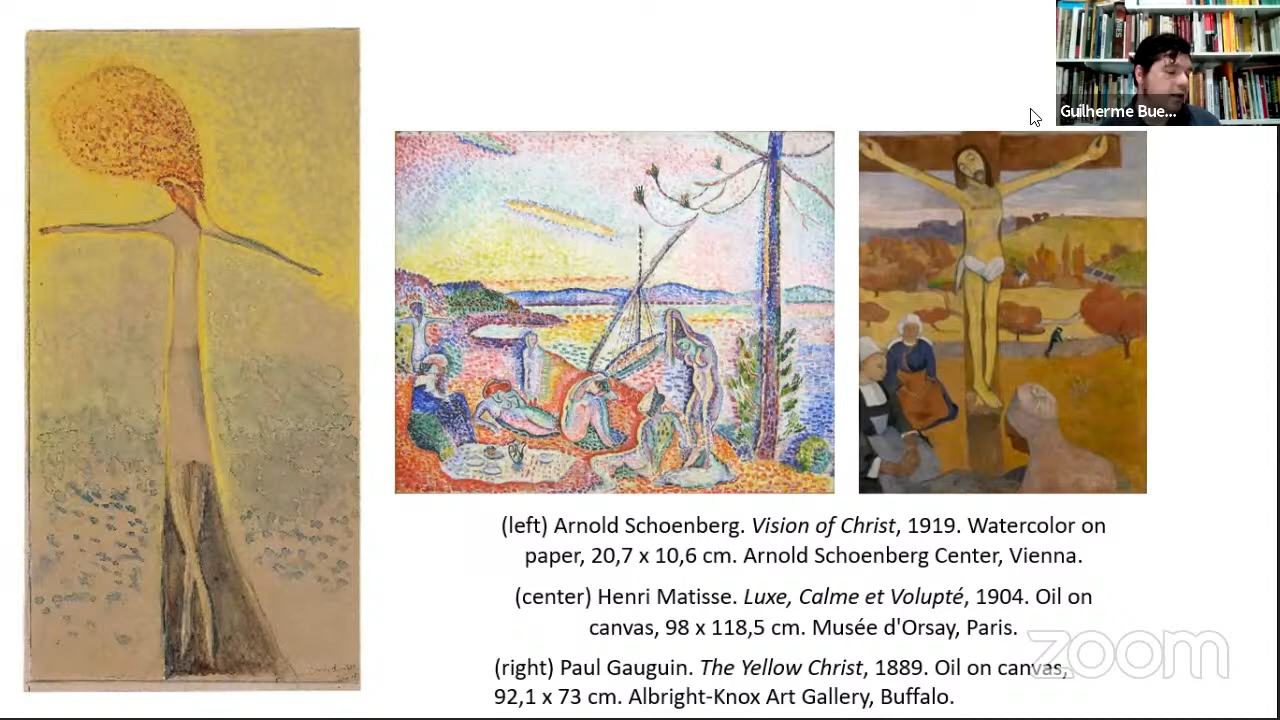 Guilherme Bue...
(left) Arnold Schoenberg. Vision of Christ, 1919. Watercolor on
paper, 20,7 x 10,6 cm. Arnold Schoenberg Center, Vienna.
(center) Henri Matisse. Luxe, Calme et Volupté, 1904. Oil on
canvas, 98 x 118,5 cm. Musée d'Orsay, Paris.
(right) Paul Gauguin. The Yellow Christ, 1889. Oil on canvas,
92,1 x 73 cm. Albright-Knox Art Gallery, Buffalo.
zoom